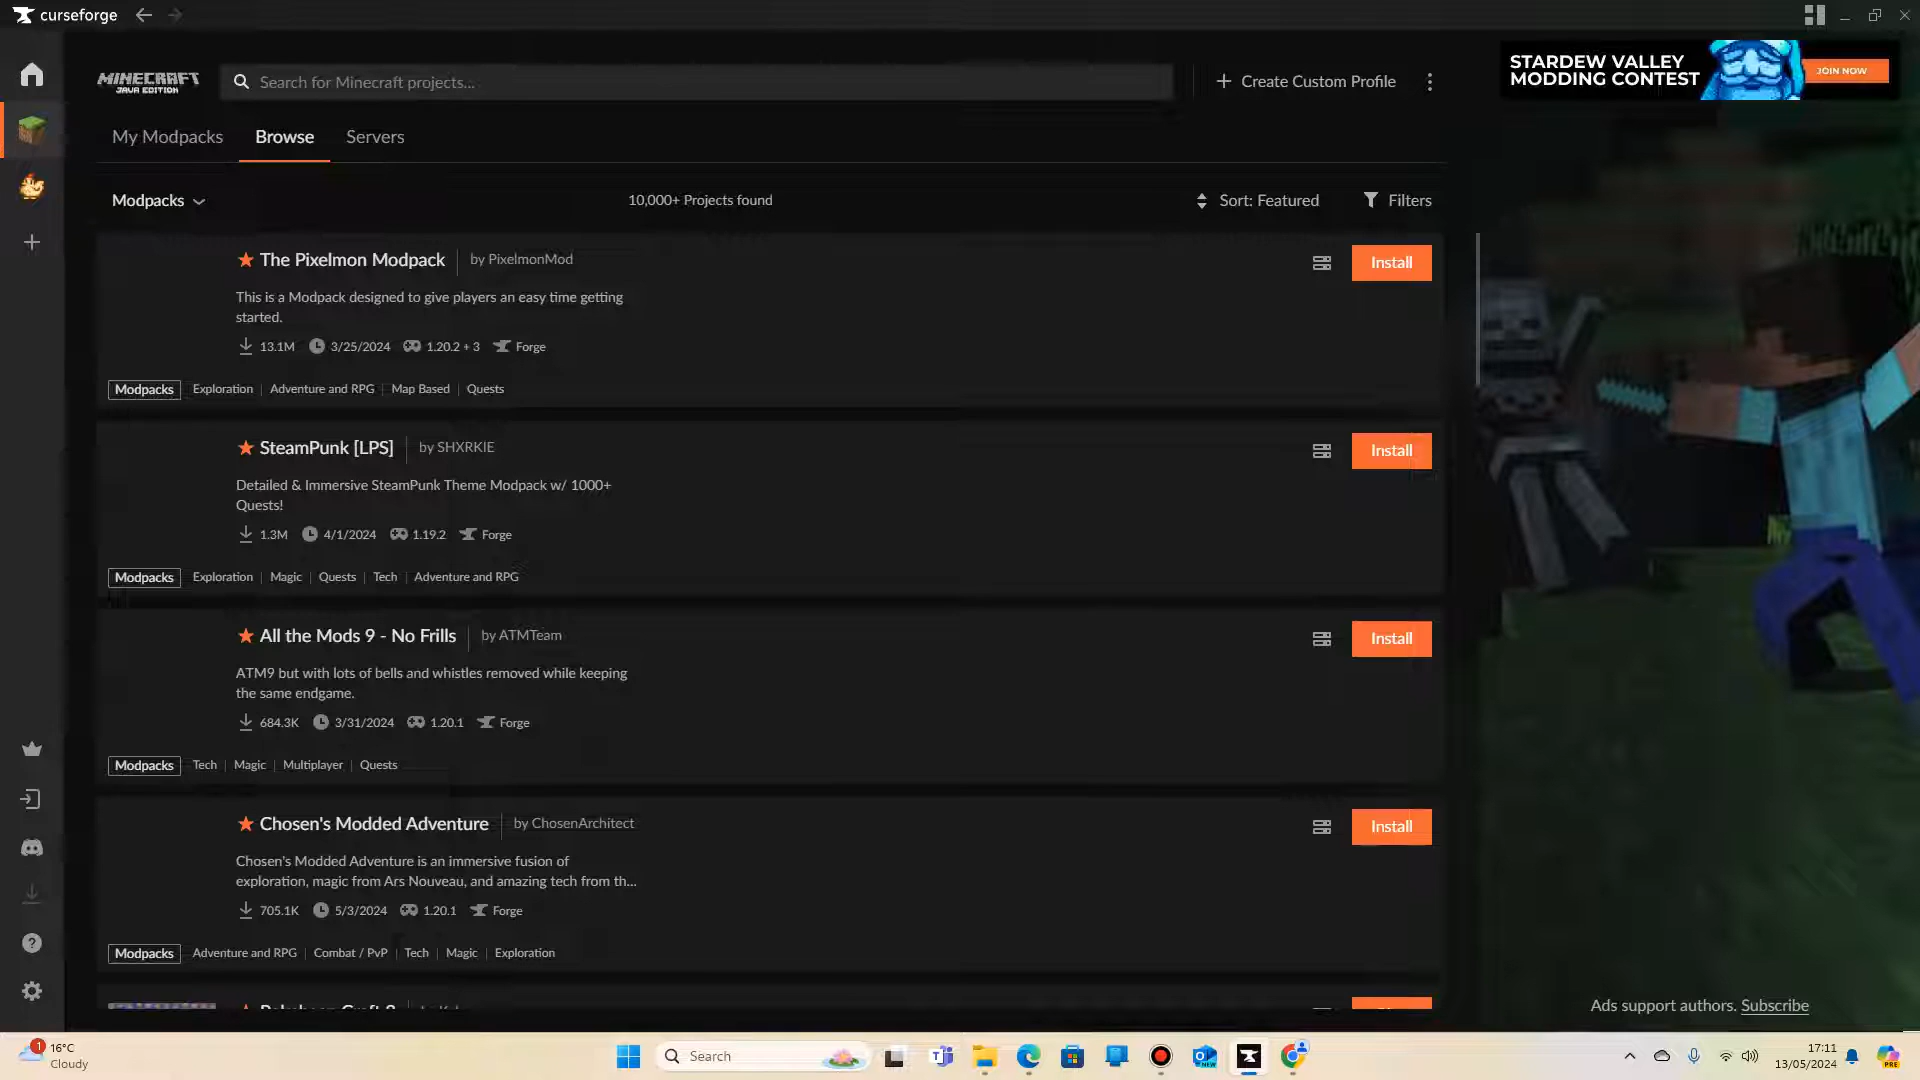 curseforge
MINECRAFT
JAVA EDITION
Search for Minecraft projects...
Create Custom Profile
STARDEW VALLEY
MODDING CONTEST
JOIN NOW
My Modpacks
Browse
Servers
Modpacks
10,000+ Projects found
Sort: Featured
Filters
The Pixelmon Modpack
by PixelmonMod
Install
This is a Modpack designed to give players an easy time getting
started.
13.1M
3/25/2024
1.20.2 + 3
Forge
Modpacks
Exploration
Adventure and RPG
Map Based
Quests
SteamPunk [LPS]
by SHXRKIE
Install
Detailed & Immersive SteamPunk Theme Modpack w/ 1000+
Quests!
1.3M
4/1/2024
1.19.2
Forge
Modpacks
Exploration
Magic
Quests
Tech
Adventure and RPG
All the Mods 9 - No Frills
by ATMTeam
Install
ATM9 but with lots of bells and whistles removed while keeping
the same endgame.
684.3K
3/31/2024
1.20.1
Forge
Modpacks
Tech
Magic
Multiplayer
Quests
Chosen's Modded Adventure
by ChosenArchitect
Install
Chosen's Modded Adventure is an immersive fusion of
exploration, magic from Ars Nouveau, and amazing tech from th...
705.1K
5/3/2024
1.20.1
Forge
Modpacks
Adventure and RPG
Combat / PvP
Tech
Magic
Exploration
Ads support authors. Subscribe
1
16°C
Cloudy
Search
NEW
17:11
13/05/2024
PRE